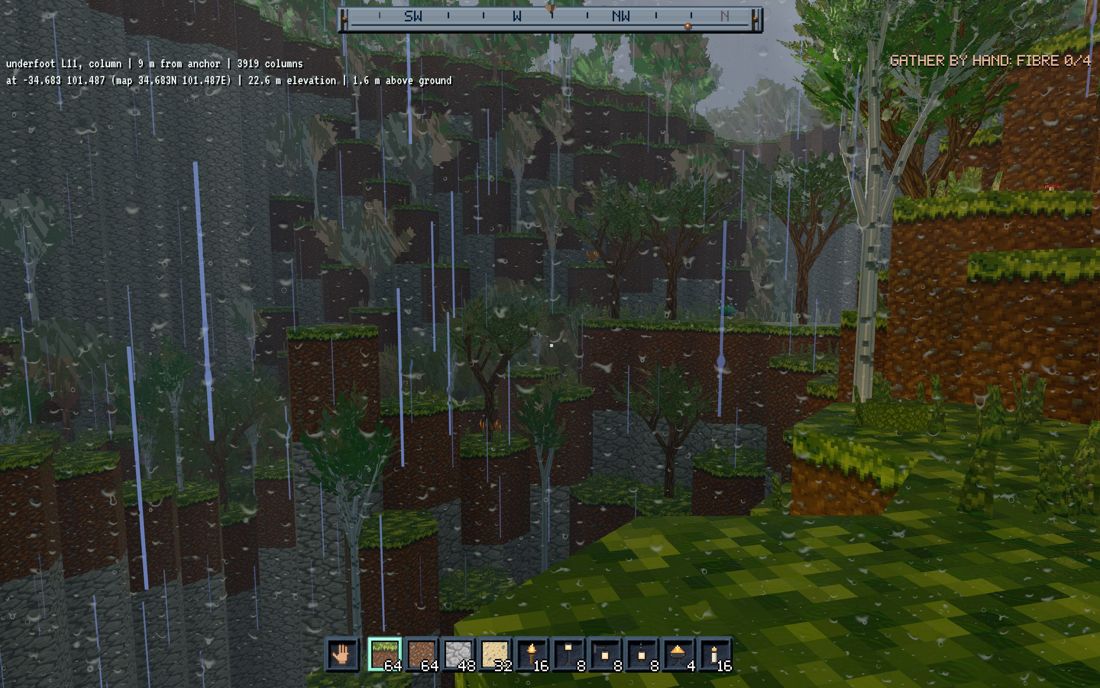 SW W NW N
underfoot L11, column | 9 m from anchor | 3919 columns
GATHER BY HAND: FIBRE 0/4
at -34.683 101.487 (map 34.683N 101.487E) | 22.6 m elevation | 1.6 m above ground
64 64 48 32 16 8 8 8 4 16